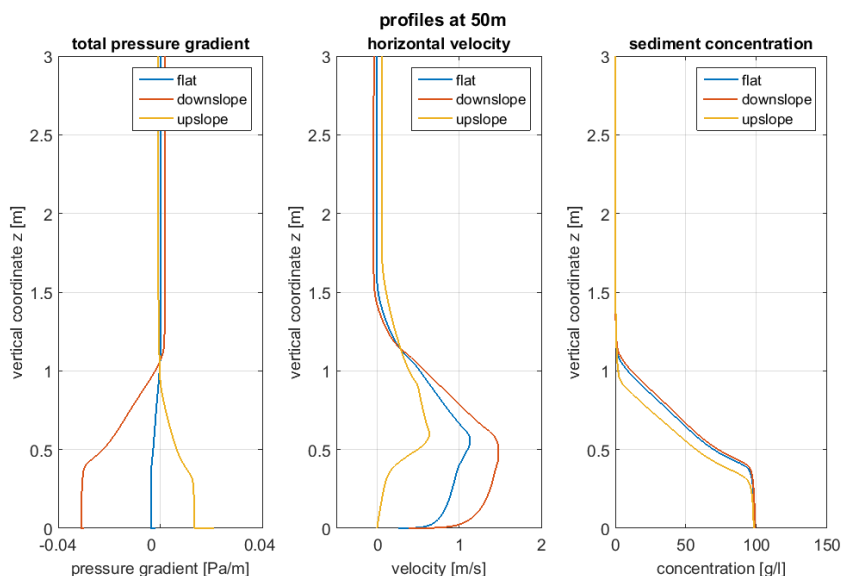 profiles at 50m
total pressure gradient
3
2.5
2
1.5
1
0.5
0
vertical coordinate z [m]
flat
downslope
upslope
-0.04
0
0.04
pressure gradient [Pa/m]
horizontal velocity
3
2.5
2
1.5
1
0.5
0
vertical coordinate z [m]
flat
downslope
upslope
0
1
2
velocity [m/s]
sediment concentration
3
2.5
2
1.5
1
0.5
0
vertical coordinate z [m]
flat
downslope
upslope
0
50
100
150
concentration [g/l]